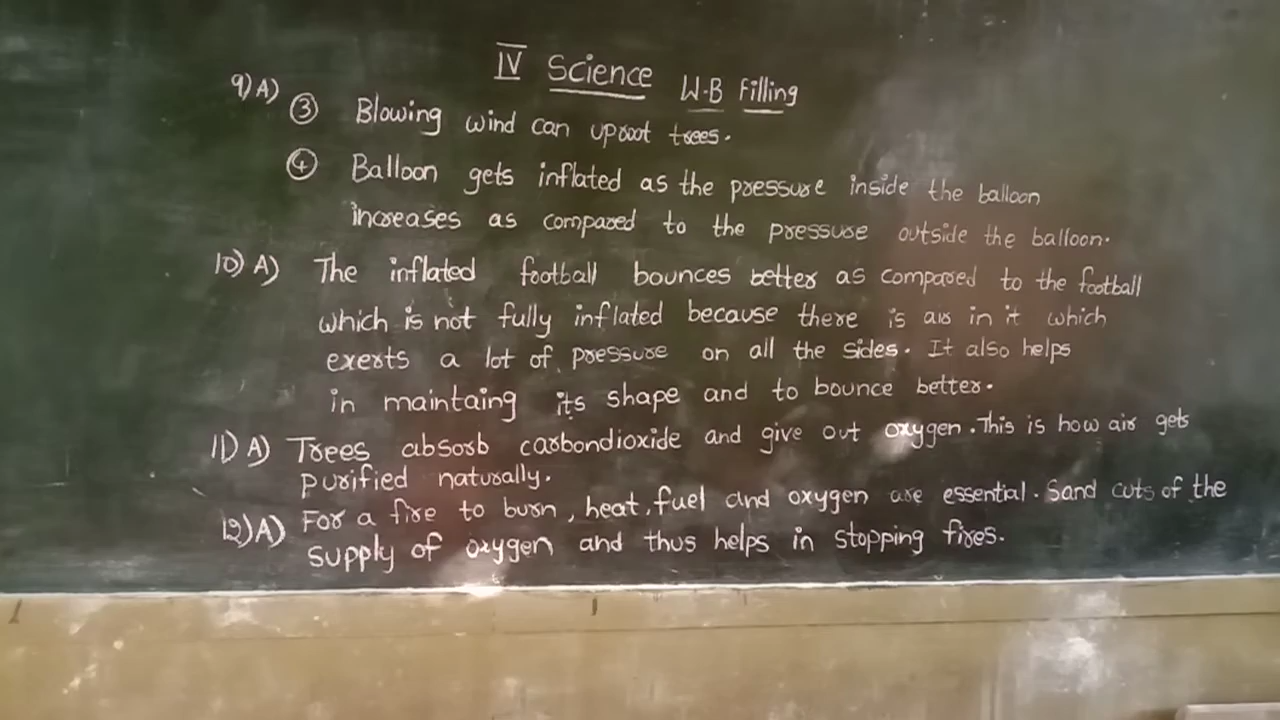 IV Science W-B Filling
9) A) ③ Blowing wind can uproot trees.
④ Balloon gets inflated as the pressure inside the balloon
increases as compared to the pressure outside the balloon.
10) A) The inflated football bounces better as compared to the football
which is not fully inflated because there is air in it which
exerts a lot of pressure on all the sides. It also helps
in maintaing its shape and to bounce better.
11) A) Trees absorb carbondioxide and give out oxygen. This is how air gets
purified naturally.
12) A) For a fire to burn, heat, fuel and oxygen are essential. Sand cuts of the
supply of oxygen and thus helps in stopping fires.